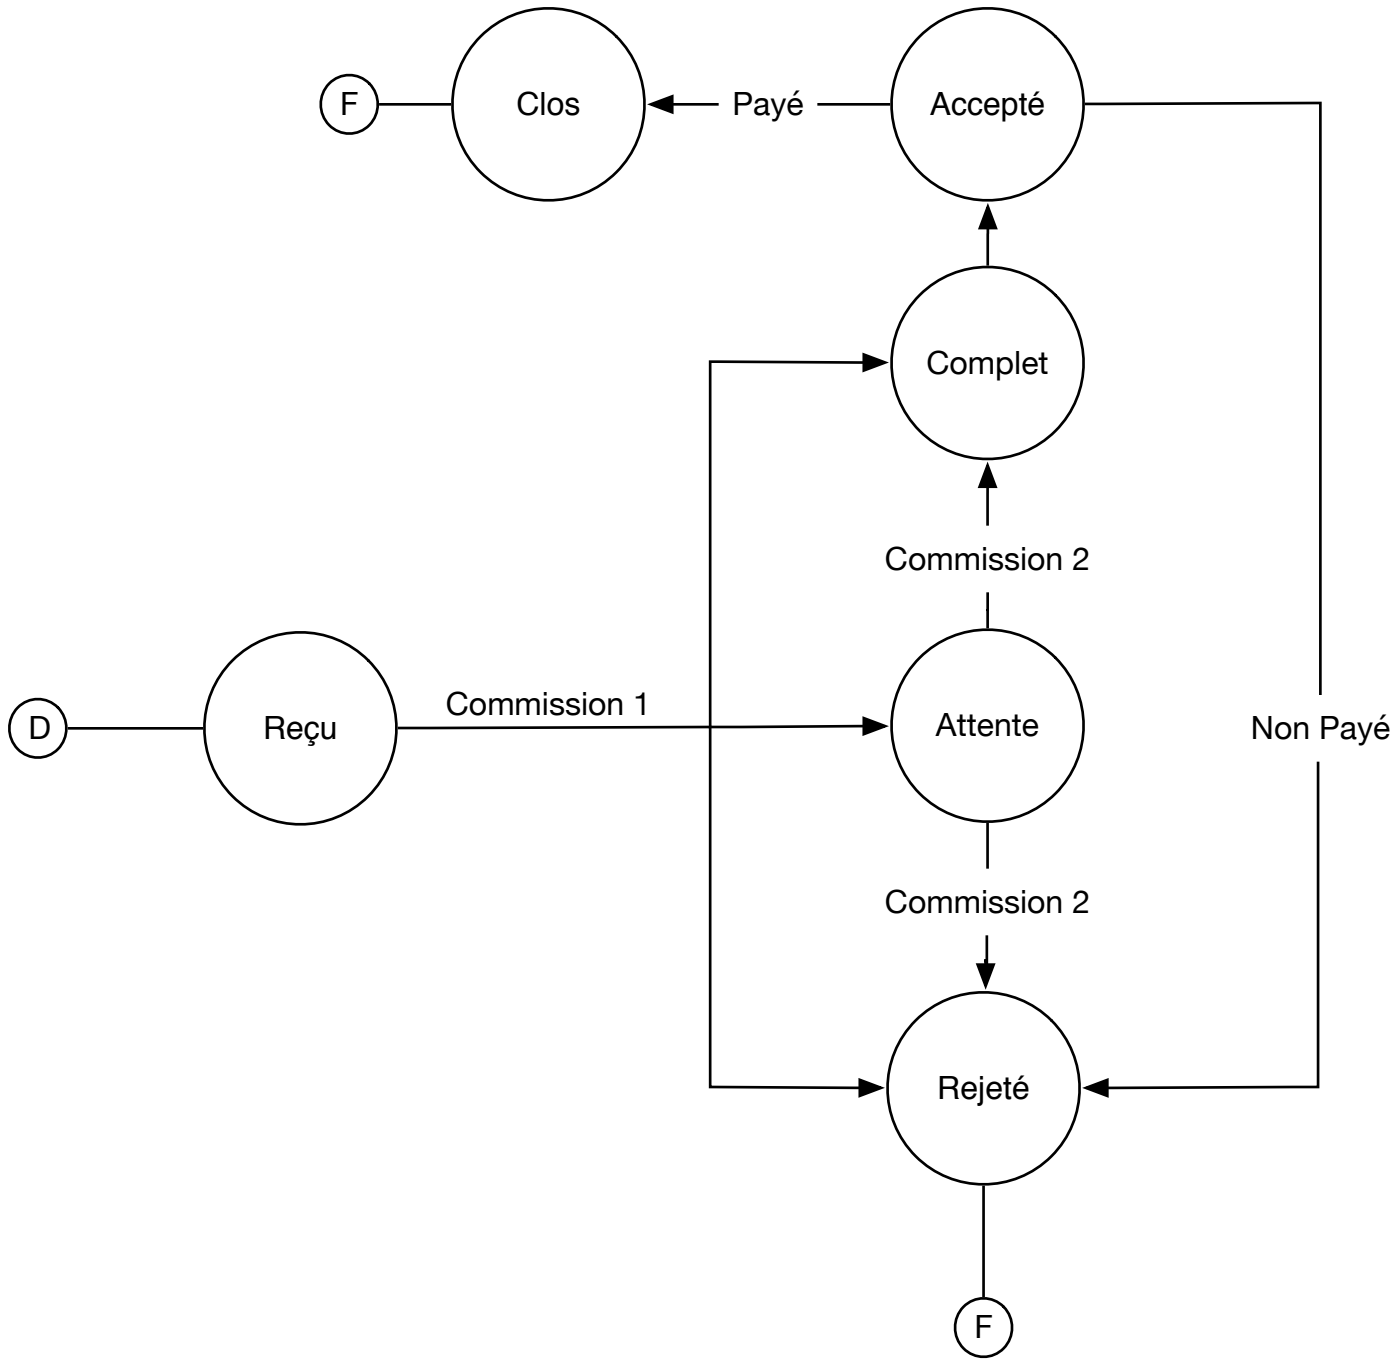 F
Clos
Payé
Accepté
Complet
Commission 2
D
Reçu
Commission 1
Attente
Non Payé
Commission 2
Rejeté
F